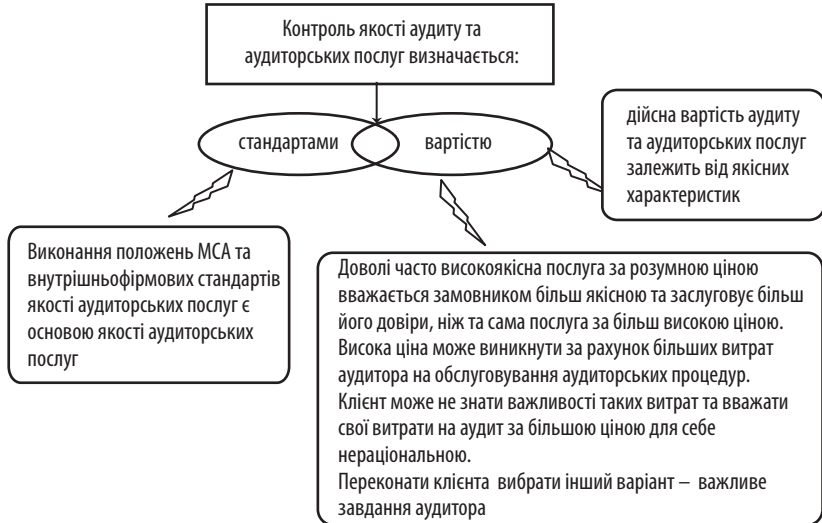 Контроль якості аудиту та
аудиторських послуг визначається:
стандартами
вартістю
дійсна вартість аудиту
та аудиторських послуг
залежить від якісних
характеристик
Виконання положень МСА та
внутрішньофірмових стандартів
якості аудиторських послуг є
основою якості аудиторських
послуг
Доволі часто високоякісна послуга за розумною ціною
вважається замовником більш якісною та заслуговує більш
його довіри, ніж та сама послуга за більш високою ціною.
Висока ціна може виникнути за рахунок більших витрат
аудитора на обслуговування аудиторських процедур.
Клієнт може не знати важливості таких витрат та вважати
свої витрати на аудит за більшою ціною для себе
нераціональною.
Переконати клієнта вибрати інший варіант – важливе
завдання аудитора